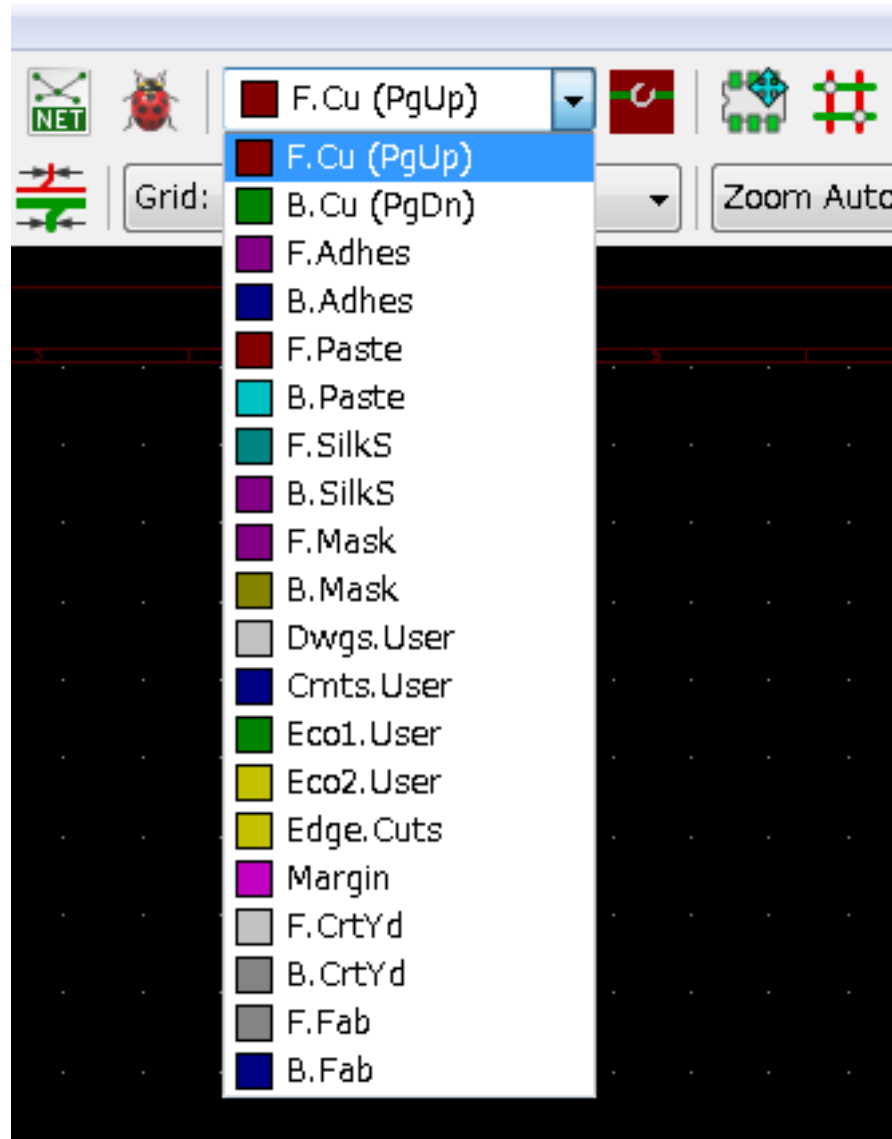 NET
F.Cu (PgUp)
F.Cu (PgUp)
Grid:
B.Cu (PgDn)
Zoom Auto
F.Adhes
B.Adhes
F.Paste
B.Paste
F.SilkS
B.SilkS
F.Mask
B.Mask
Dwgs.User
Cmts.User
Eco1.User
Eco2.User
Edge.Cuts
Margin
F.CrtYd
B.CrtYd
F.Fab
B.Fab